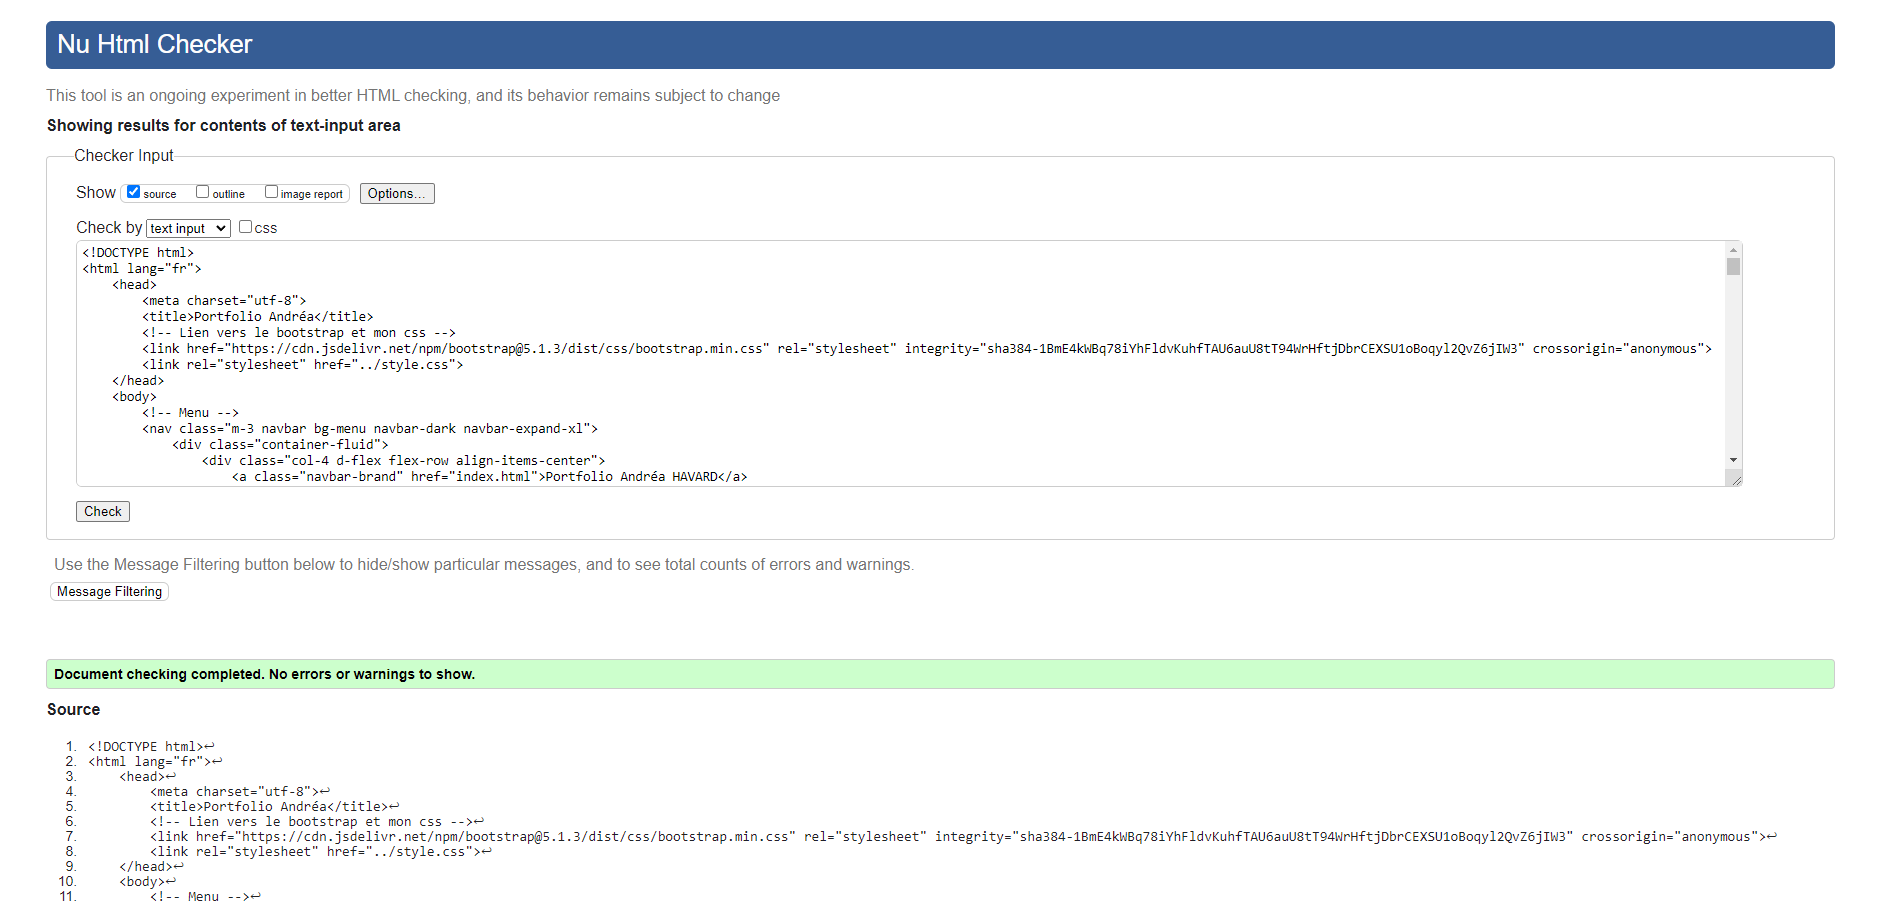 Nu Html Checker
This tool is an ongoing experiment in better HTML checking, and its behavior remains subject to change
Showing results for contents of text-input area
Checker Input
Show source outline image report Options...
Check by text input css
<!DOCTYPE html>
<html lang="fr">
<head>
<meta charset="utf-8">
<title>Portfolio Andréa</title>
<!-- Lien vers le bootstrap et mon css -->
<link href="https://cdn.jsdelivr.net/npm/bootstrap@5.1.3/dist/css/bootstrap.min.css" rel="stylesheet" integrity="sha384-1BmE4kWBq78iYhFldvKuhfTAU6auU8tT94WrHftjDbrCEXSU1oBoqyl2QvZ6jIW3" crossorigin="anonymous">
<link rel="stylesheet" href="../style.css">
</head>
<body>
<!-- Menu -->
<nav class="m-3 navbar bg-menu navbar-dark navbar-expand-xl">
<div class="container-fluid">
<div class="col-4 d-flex flex-row align-items-center">
<a class="navbar-brand" href="index.html">Portfolio Andréa HAVARD</a>
Check
Use the Message Filtering button below to hide/show particular messages, and to see total counts of errors and warnings.
Message Filtering
Document checking completed. No errors or warnings to show.
Source
1. <!DOCTYPE html>↩
2. <html lang="fr">↩
3. <head>↩
4. <meta charset="utf-8">↩
5. <title>Portfolio Andréa</title>↩
6. <!-- Lien vers le bootstrap et mon css -->↩
7. <link href="https://cdn.jsdelivr.net/npm/bootstrap@5.1.3/dist/css/bootstrap.min.css" rel="stylesheet" integrity="sha384-1BmE4kWBq78iYhFldvKuhfTAU6auU8tT94WrHftjDbrCEXSU1oBoqyl2QvZ6jIW3" crossorigin="anonymous">↩
8. <link rel="stylesheet" href="../style.css">↩
9. </head>↩
10. <body>↩
11. <!-- Menu -->↩